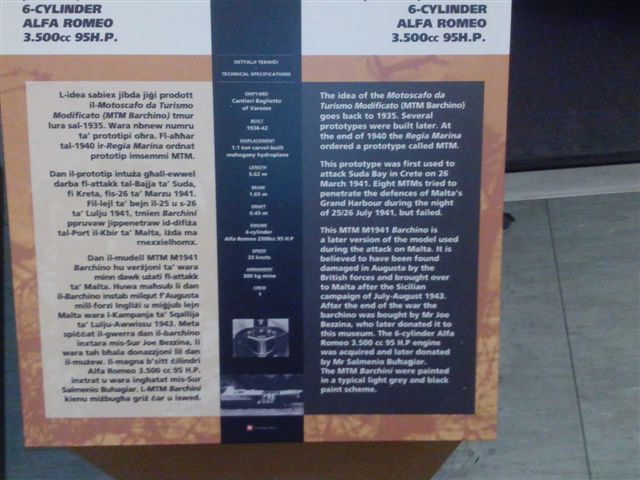 6-CYLINDER
ALFA ROMEO
3.500cc 95H.P.
6-CYLINDER
ALFA ROMEO
3.500cc 95H.P.
L-idea sabiex jibda jiġi prodott
il-Motoscafo da Turismo
Modificato (MTM Barchino) tmur
lura sal-1935. Wara nbnew numru
ta' prototipi oħra. Fl-aħħar
tal-1940 ir-Regia Marina ordnat
prototip imsemmi MTM.
Dan il-prototip intuża għall-ewwel
darba fl-attakk tal-Bajja ta' Suda,
fi Kreta, fis-26 ta' Marzu 1941.
Fil-lejl ta' bejn il-25 u s-26
ta' Lulju 1941, tmien Barchini
ppruvaw jippenetraw id-difiża
tal-Port il-Kbir ta' Malta, iżda ma
rnexxielhomx.
Dan il-mudell MTM M1941
Barchino hu verżjoni ta' wara
minn dawk użati fl-attakk
ta' Malta. Huwa maħsub li dan
il-Barchino instab milqut f'Augusta
mill-forzi Ingliżi u miġjub lejn
Malta wara l-Kampanja ta' Sqallija
ta' Lulju-Awwissu 1943. Meta
spiċċat il-gwerra dan il-barchino
inxtara mis-Sur Joe Bezzina, li
wara tah bħala donazzjoni lil dan
il-mużew. Il-magna b'sitt ċilindri
Alfa Romeo 3.500 cc 95 H.P.
inxtrat u wara ingħatat mis-Sur
Salmenio Buhagiar. L-MTM Barchini
kienu miżbugħa griż ċar u iswed.
DETTALJI TEKNIĊI
TECHNICAL SPECIFICATIONS
SHIPYARD
Cantieri Baglietto
of Varezze
BUILT
1936-42
DISPLACEMENT
1.1 ton carvel-built
mahogany hydroplane
LENGTH
5.62 m
BEAM
1.65 m
DRAFT
0.45 m
ENGINE
6-cylinder
Alfa Romeo 2500cc 95 H.P
SPEED
33 knots
ARMAMENT
300 kg mine
CREW
1
The idea of the Motoscafo da
Turismo Modificato (MTM Barchino)
goes back to 1935. Several
prototypes were built later. At
the end of 1940 the Regia Marina
ordered a prototype called MTM.
This prototype was first used to
attack Suda Bay in Crete on 26
March 1941. Eight MTMs tried to
penetrate the defences of Malta's
Grand Harbour during the night
of 25/26 July 1941, but failed.
This MTM M1941 Barchino is
a later version of the model used
during the attack on Malta. It is
believed to have been found
damaged in Augusta by the
British forces and brought over
to Malta after the Sicilian
campaign of July-August 1943.
After the end of the war the
barchino was bought by Mr Joe
Bezzina, who later donated it to this
museum. The 6-cylinder Alfa
Romeo 3.500 cc 95 H.P engine
was acquired and later donated
by Mr Salmenio Buhagiar.
The MTM Barchini were painted
in a typical light grey and black
paint scheme.